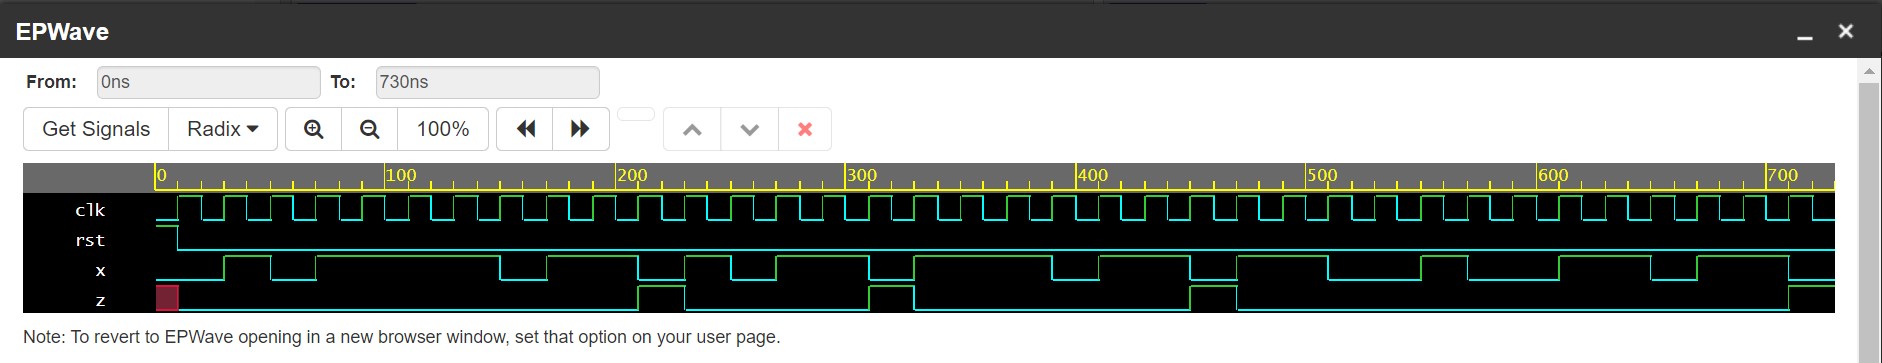 EPWave
From: 0ns To: 730ns
Get Signals Radix 100%
0 100 200 300 400 500 600 700
clk
rst
x
z
Note: To revert to EPWave opening in a new browser window, set that option on your user page.